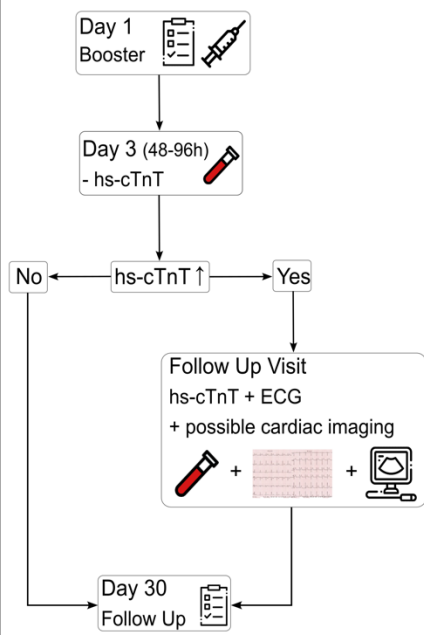 Day 1
Booster
Day 3 (48-96h)
- hs-cTnT
No
hs-cTnT ↑
Yes
Follow Up Visit
hs-cTnT + ECG
+ possible cardiac imaging
+
+
Day 30
Follow Up